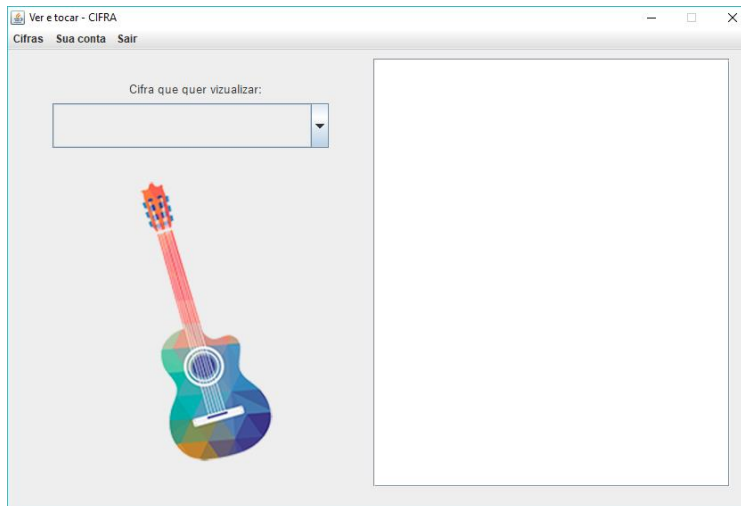 Ver e tocar - CIFRA
Cifras Sua conta Sair
Cifra que quer vizualizar: